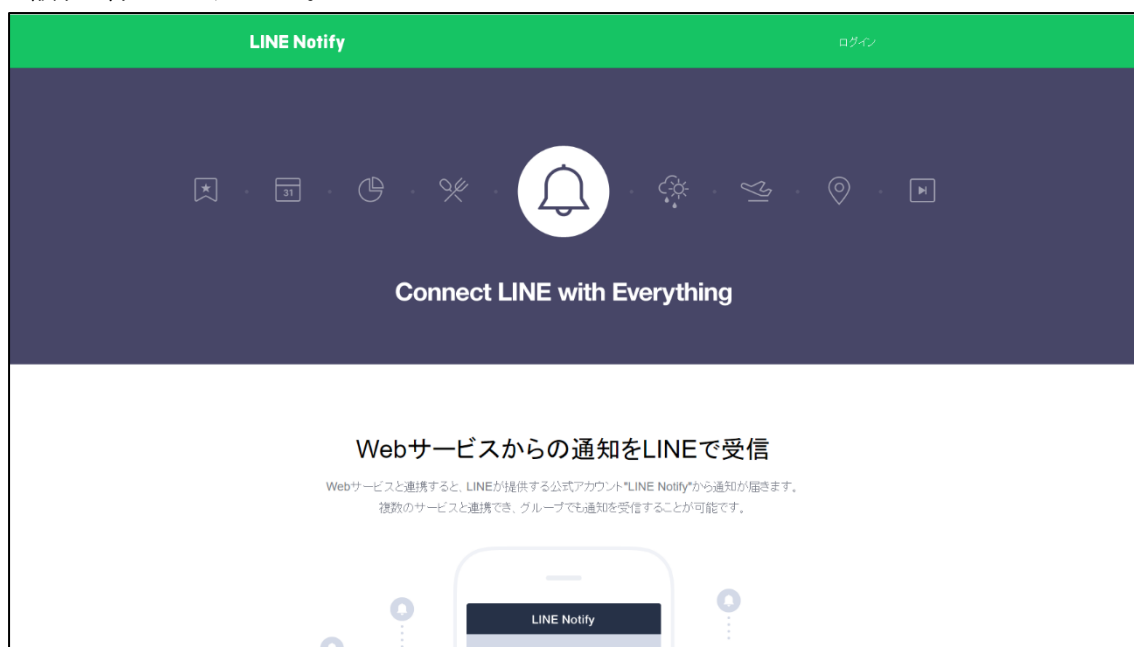 LINE Notify
ログイン
31
Connect LINE with Everything
Webサービスからの通知をLINEで受信
Webサービスと連携すると、LINEが提供する公式アカウント"LINE Notify"から通知が届きます。
複数のサービスと連携でき、グループでも通知を受信することが可能です。
LINE Notify